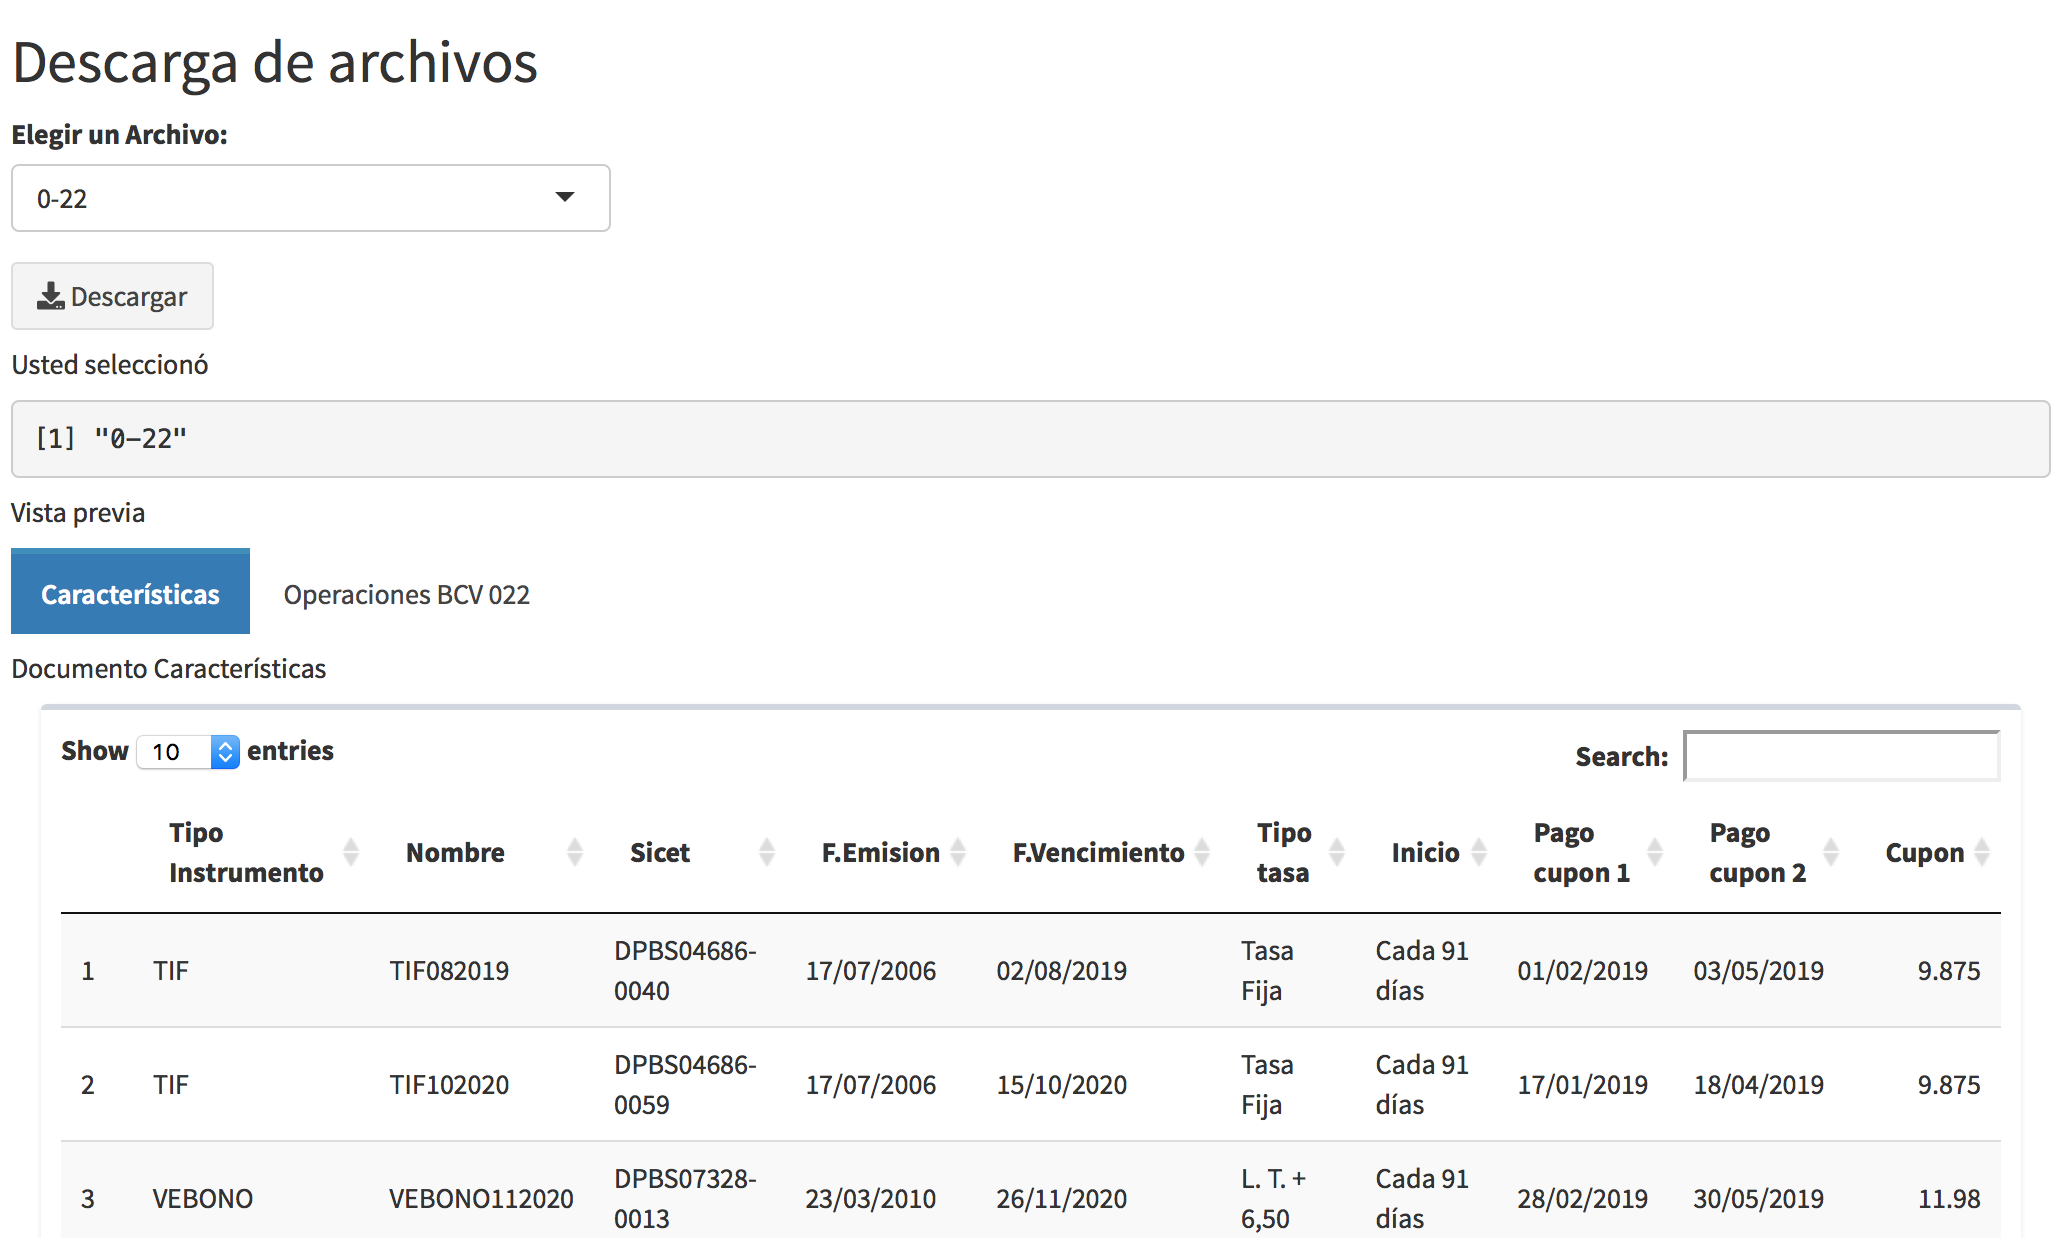 Descarga de archivos
Elegir un Archivo:
0-22
Descargar
Usted seleccionó
[1] "0-22"
Vista previa
Características Operaciones BCV 022
Documento Características
Show 10 entries Search:
Tipo Instrumento Nombre Sicet F.Emision F.Vencimiento Tipo tasa Inicio Pago cupon 1 Pago cupon 2 Cupon
1 TIF TIF082019 DPBS04686-0040 17/07/2006 02/08/2019 Tasa Fija Cada 91 días 01/02/2019 03/05/2019 9.875
2 TIF TIF102020 DPBS04686-0059 17/07/2006 15/10/2020 Tasa Fija Cada 91 días 17/01/2019 18/04/2019 9.875
3 VEBONO VEBONO112020 DPBS07328-0013 23/03/2010 26/11/2020 L. T. + 6,50 Cada 91 días 28/02/2019 30/05/2019 11.98